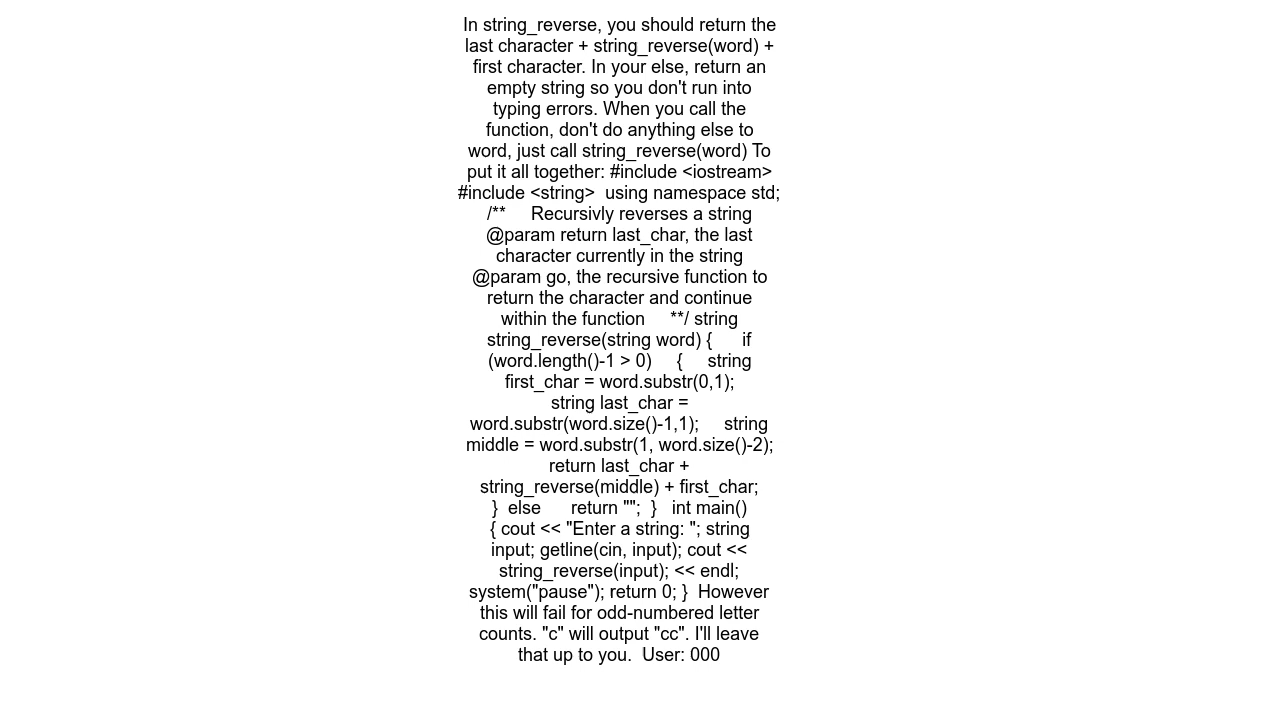 In string_reverse, you should return the
last character + string_reverse(word) +
first character. In your else, return an
empty string so you don't run into
typing errors. When you call the
function, don't do anything else to
word, just call string_reverse(word) To
put it all together: #include <iostream>
#include <string>  using namespace std;
/**     Recursivly reverses a string
@param return last_char, the last
character currently in the string
@param go, the recursive function to
return the character and continue
within the function     **/ string
string_reverse(string word) {      if
(word.length()-1 > 0)     {     string
first_char = word.substr(0,1);
string last_char =
word.substr(word.size()-1,1);     string
middle = word.substr(1, word.size()-2);
return last_char +
string_reverse(middle) + first_char;
}  else      return "";  }   int main()
{ cout << "Enter a string: "; string
input; getline(cin, input); cout <<
string_reverse(input); << endl;
system("pause"); return 0; }  However
this will fail for odd-numbered letter
counts. "c" will output "cc". I'll leave
that up to you.  User: 000